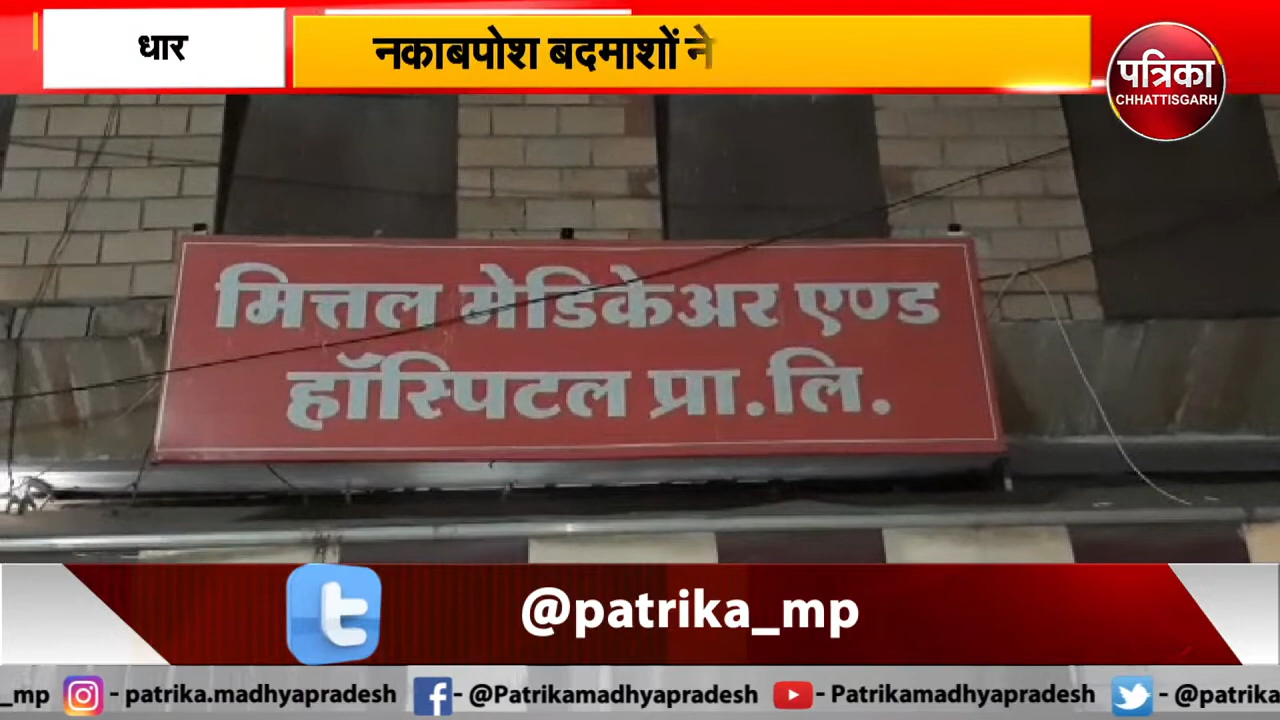 धार
नकाबपोश बदमाशों ने
पत्रिका
CHHATTISGARH
मित्तल मेडिकेअर एण्ड
हॉस्पिटल प्रा.लि.
@patrika_mp
_mp - patrika.madhyapradesh - @Patrikamadhyapradesh - Patrikamadhyapradesh - @patrika